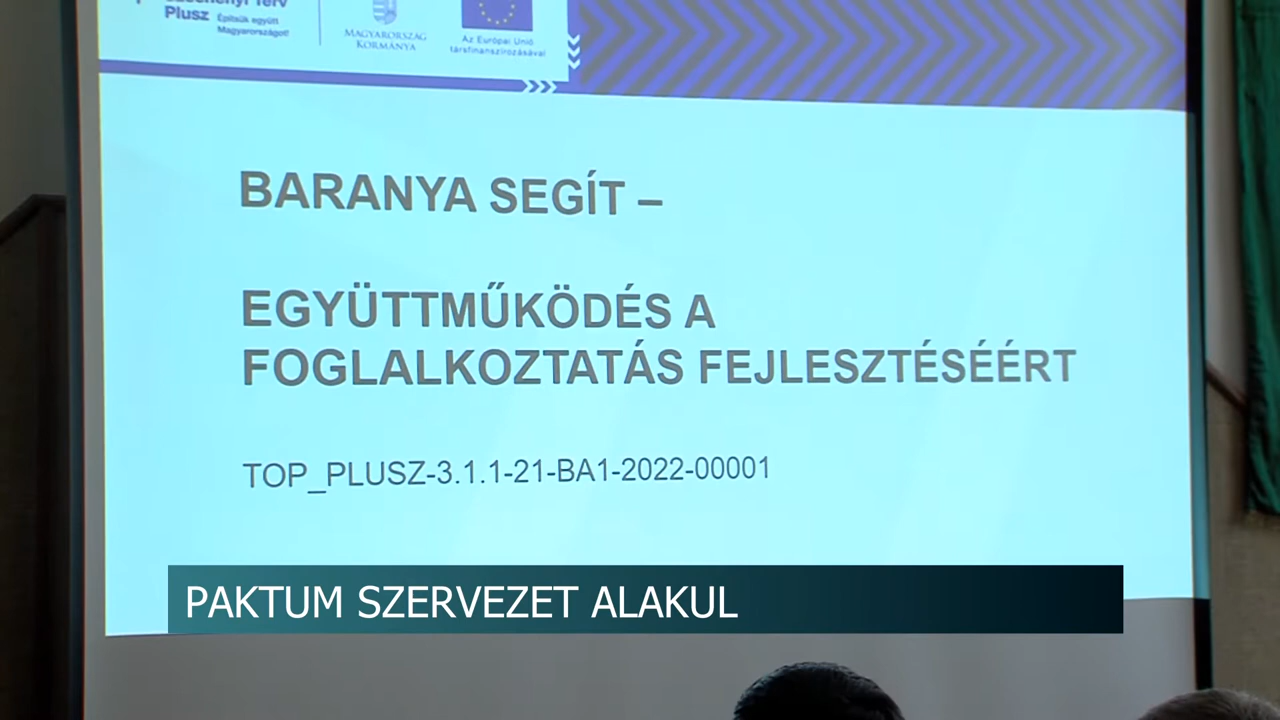 Plusz Építsük együtt
Magyarországot!
MAGYARORSZÁG
KORMÁNYA
Az Európai Unió
társfinanszírozásával
BARANYA SEGÍT –
EGYÜTTMŰKÖDÉS A
FOGLALKOZTATÁS FEJLESZTÉSÉÉRT
TOP_PLUSZ-3.1.1-21-BA1-2022-00001
PAKTUM SZERVEZET ALAKUL